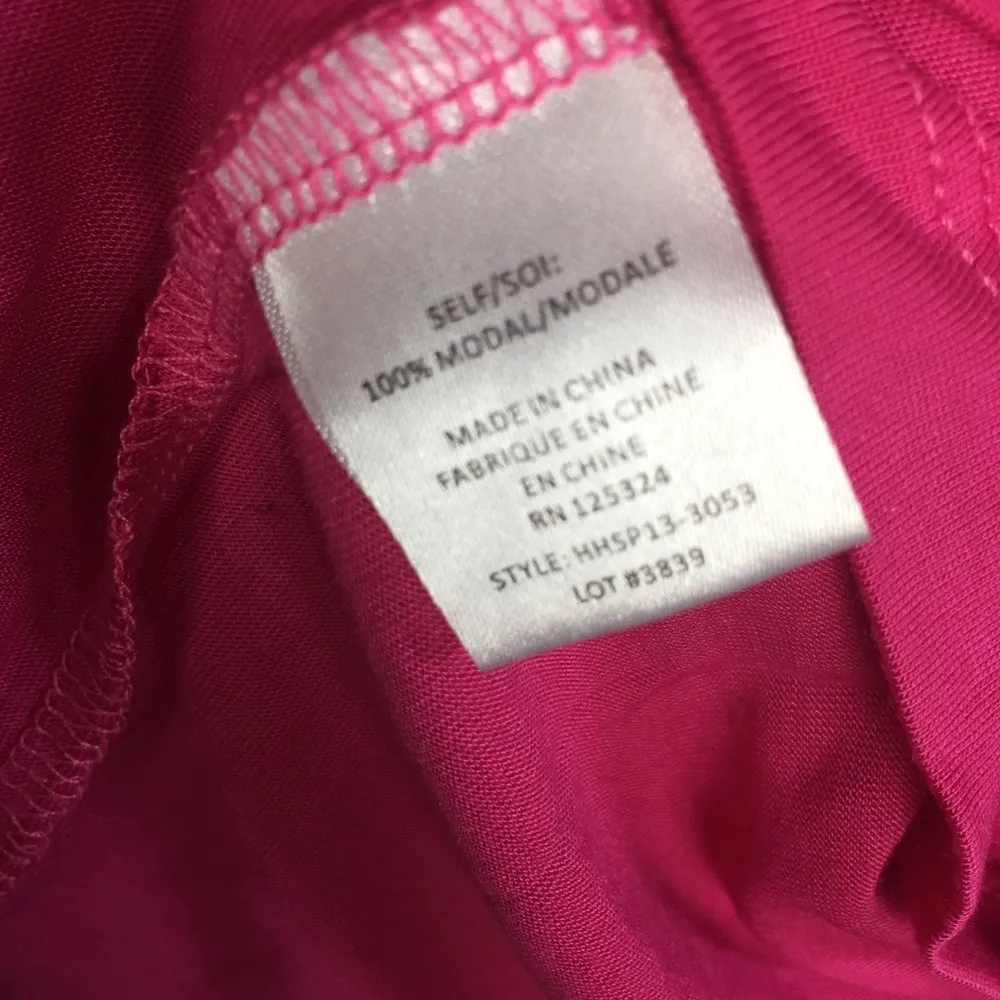 SELF/SOI:
100% MODAL/MODALE
MADE IN CHINA
FABRIQUE EN CHINE
EN CHINE
RN 125324
STYLE: HHSP13-3053
LOT #3839